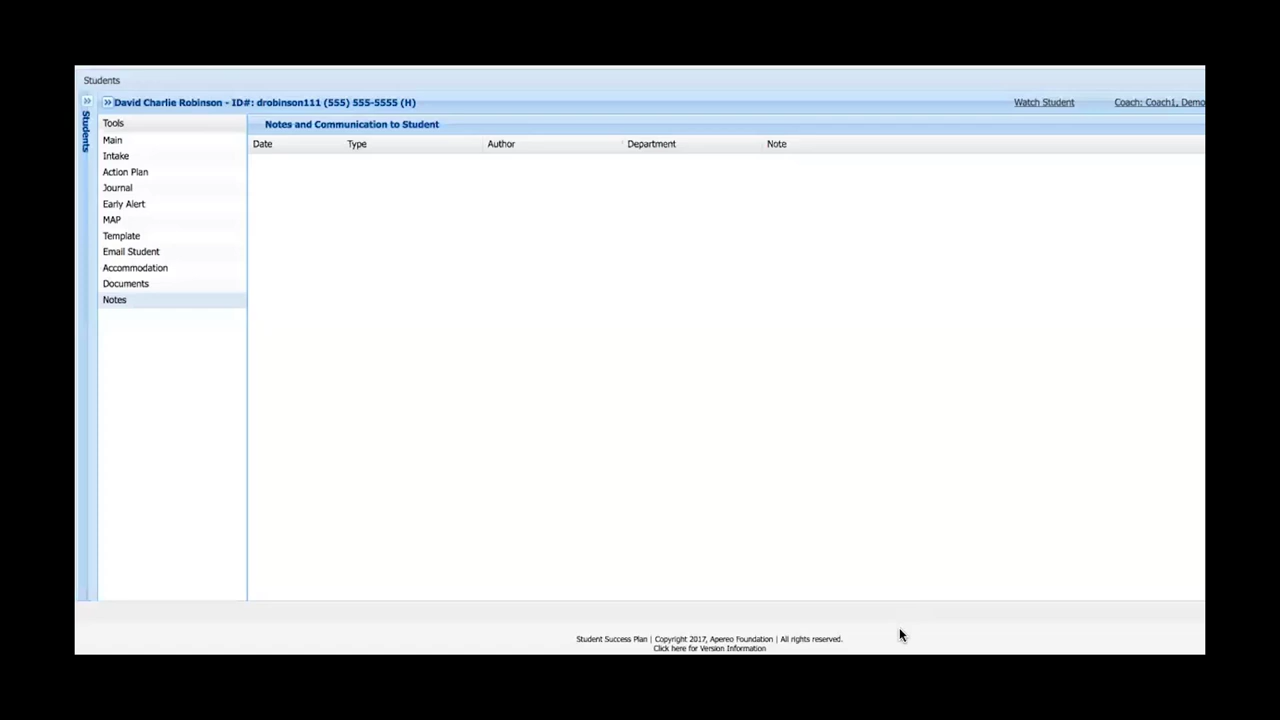 Students
David Charlie Robinson - ID#: drobinson111 (555) 555-5555 (H)
Watch Student
Coach: Coach1, Demo
Students
Tools
Main
Intake
Action Plan
Journal
Early Alert
MAP
Template
Email Student
Accommodation
Documents
Notes
Notes and Communication to Student
Date Type Author Department Note
Student Success Plan | Copyright 2017, Apereo Foundation | All rights reserved.
Click here for Version Information